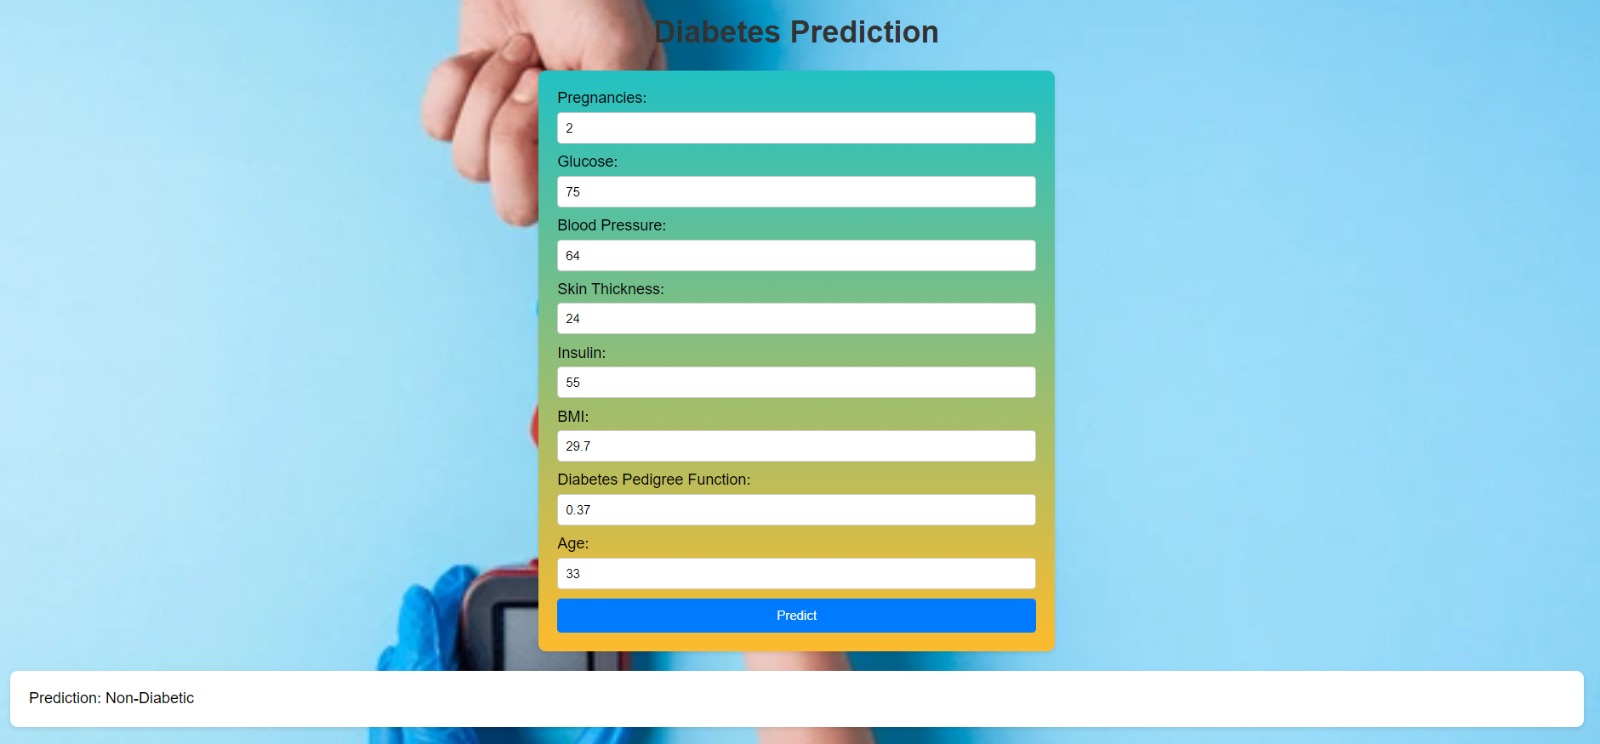 Diabetes Prediction
Pregnancies:
2
Glucose:
75
Blood Pressure:
64
Skin Thickness:
24
Insulin:
55
BMI:
29.7
Diabetes Pedigree Function:
0.37
Age:
33
Predict
Prediction: Non-Diabetic